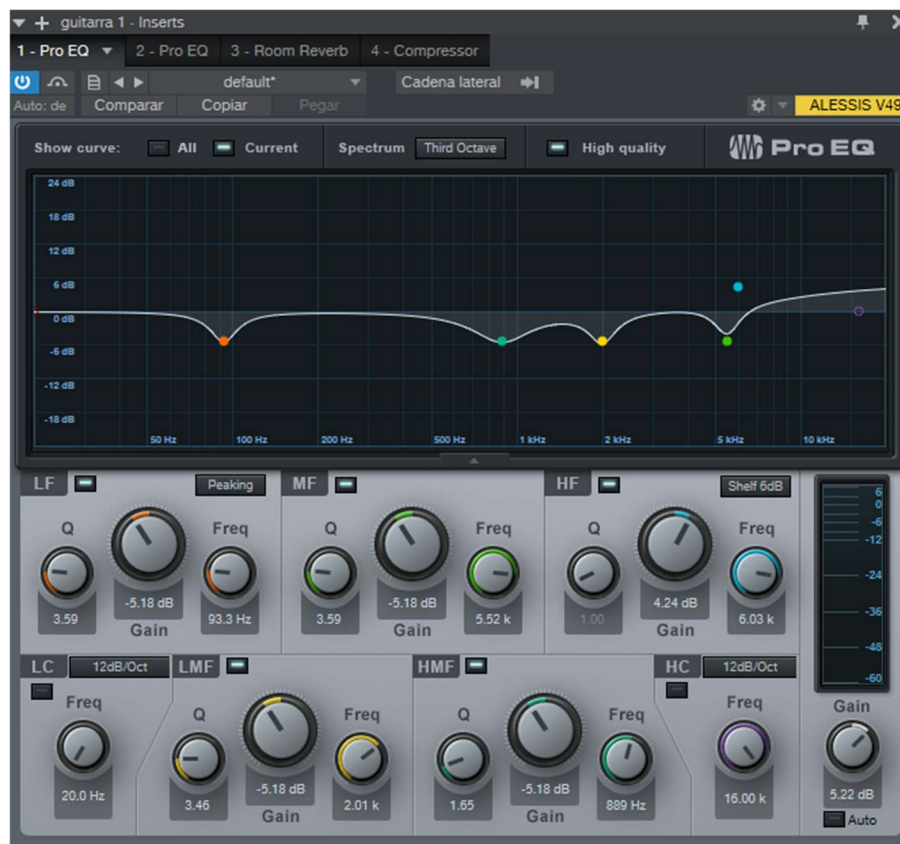 guitarra 1 - Inserts
1 - Pro EQ 2 - Pro EQ 3 - Room Reverb 4 - Compressor
default* Cadena lateral
Auto: de Comparar Copiar Pegar ALESSIS V49
Show curve: All Current Spectrum Third Octave High quality Pro EQ
24 dB
18 dB
12 dB
6 dB
0 dB
-6 dB
-12 dB
-18 dB
50 Hz 100 Hz 200 Hz 500 Hz 1 kHz 2 kHz 5 kHz 10 kHz
LF Peaking MF HF Shelf 6dB
Q Freq Q Freq Q Freq
-5.18 dB -5.18 dB 4.24 dB
3.59 93.3 Hz 3.59 5.52 k 1.00 6.03 k
Gain Gain Gain
6
0
-6
-12
-24
-36
-48
-60
LC 12dB/Oct LMF HMF HC 12dB/Oct
Freq Q Freq Q Freq Freq Gain
-5.18 dB -5.18 dB
20.0 Hz 3.46 2.01 k 1.65 889 Hz 16.00 k 5.22 dB
Gain Gain Auto